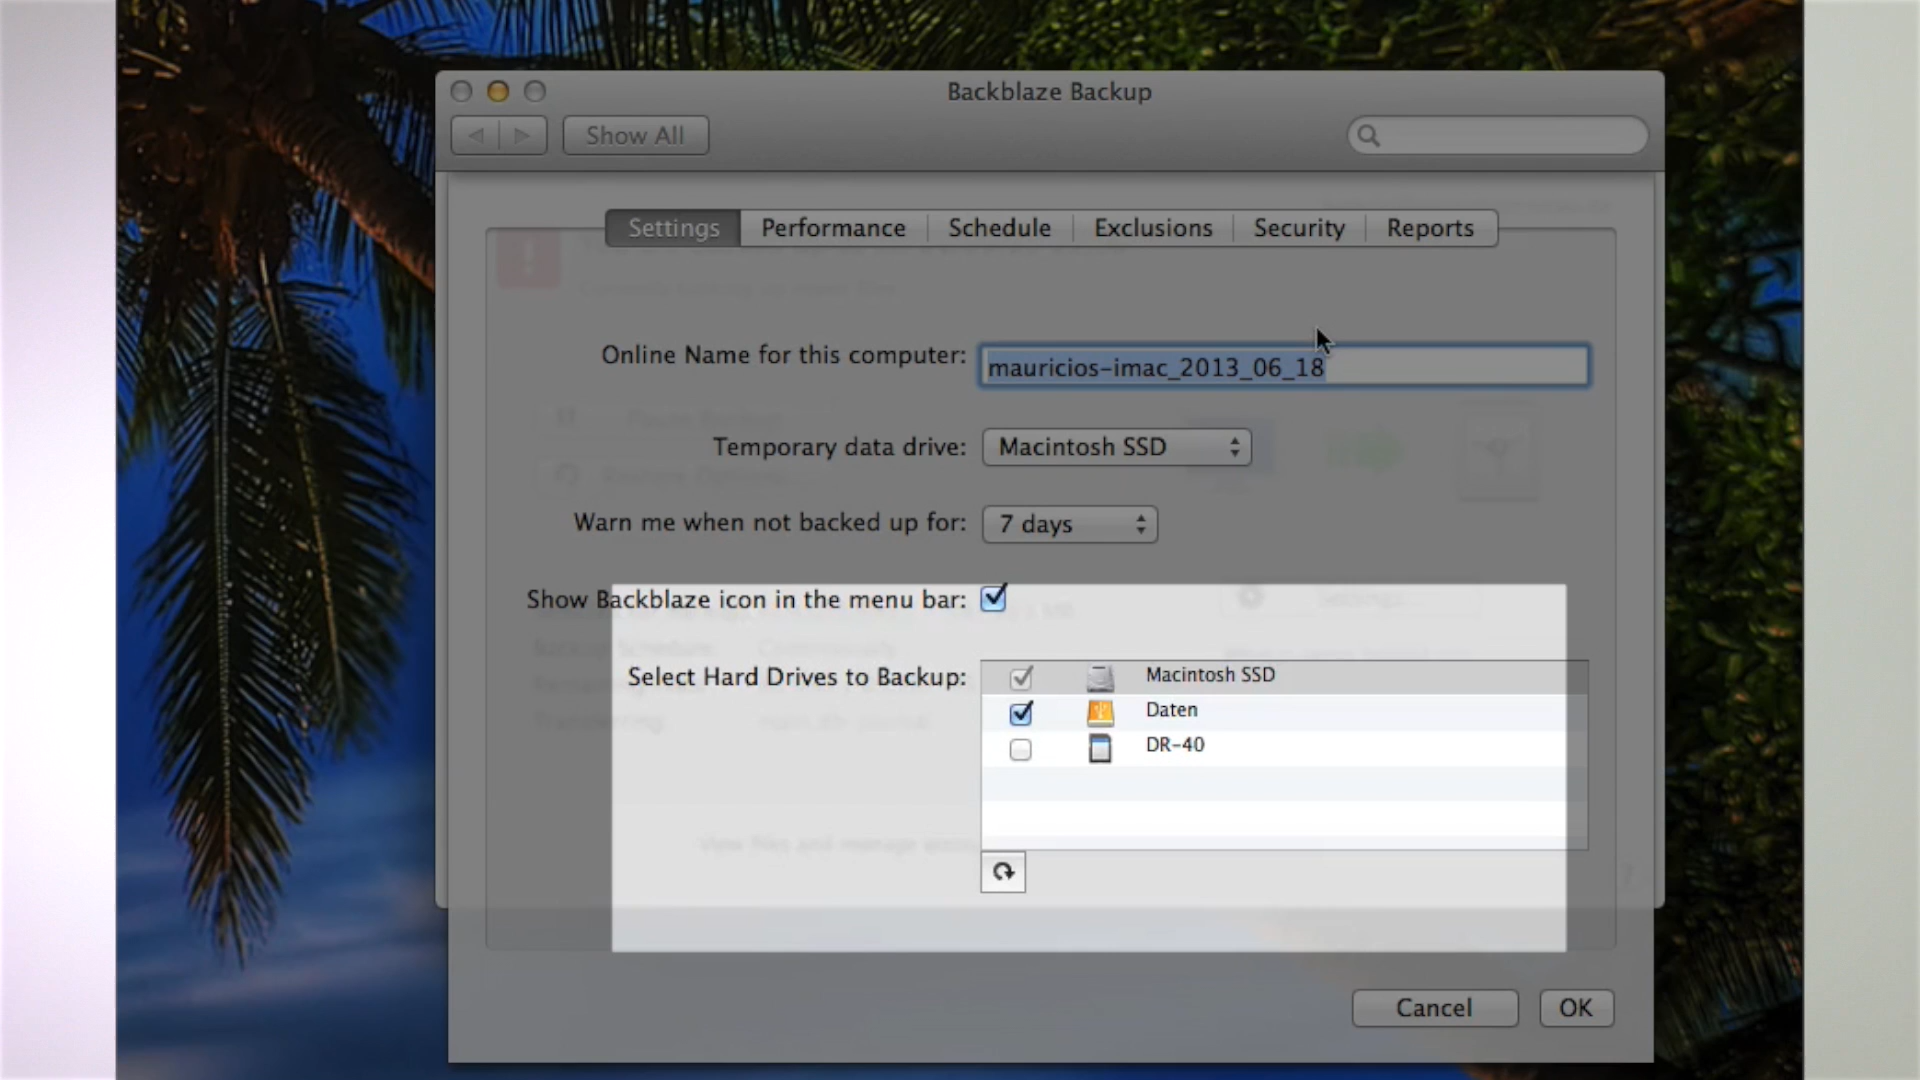 Backblaze Backup
Show All
Settings Performance Schedule Exclusions Security Reports
Online Name for this computer: mauricios-imac_2013_06_18
Temporary data drive: Macintosh SSD
Warn me when not backed up for: 7 days
Show Backblaze icon in the menu bar:
Select Hard Drives to Backup: Macintosh SSD
Daten
DR-40
Cancel OK